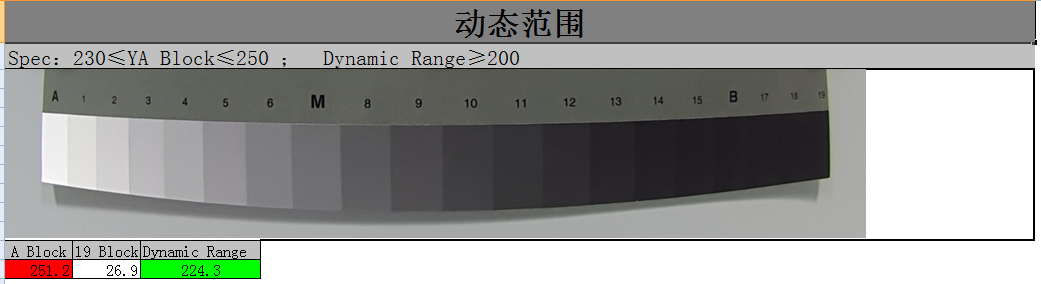 动态范围
Spec: 230≤YA Block≤250 ; Dynamic Range≥200
A 1 2 3 4 5 6 M 8 9 10 11 12 13 14 15 B 17 18 19
A Block 19 Block Dynamic Range
251.2 26.9 224.3